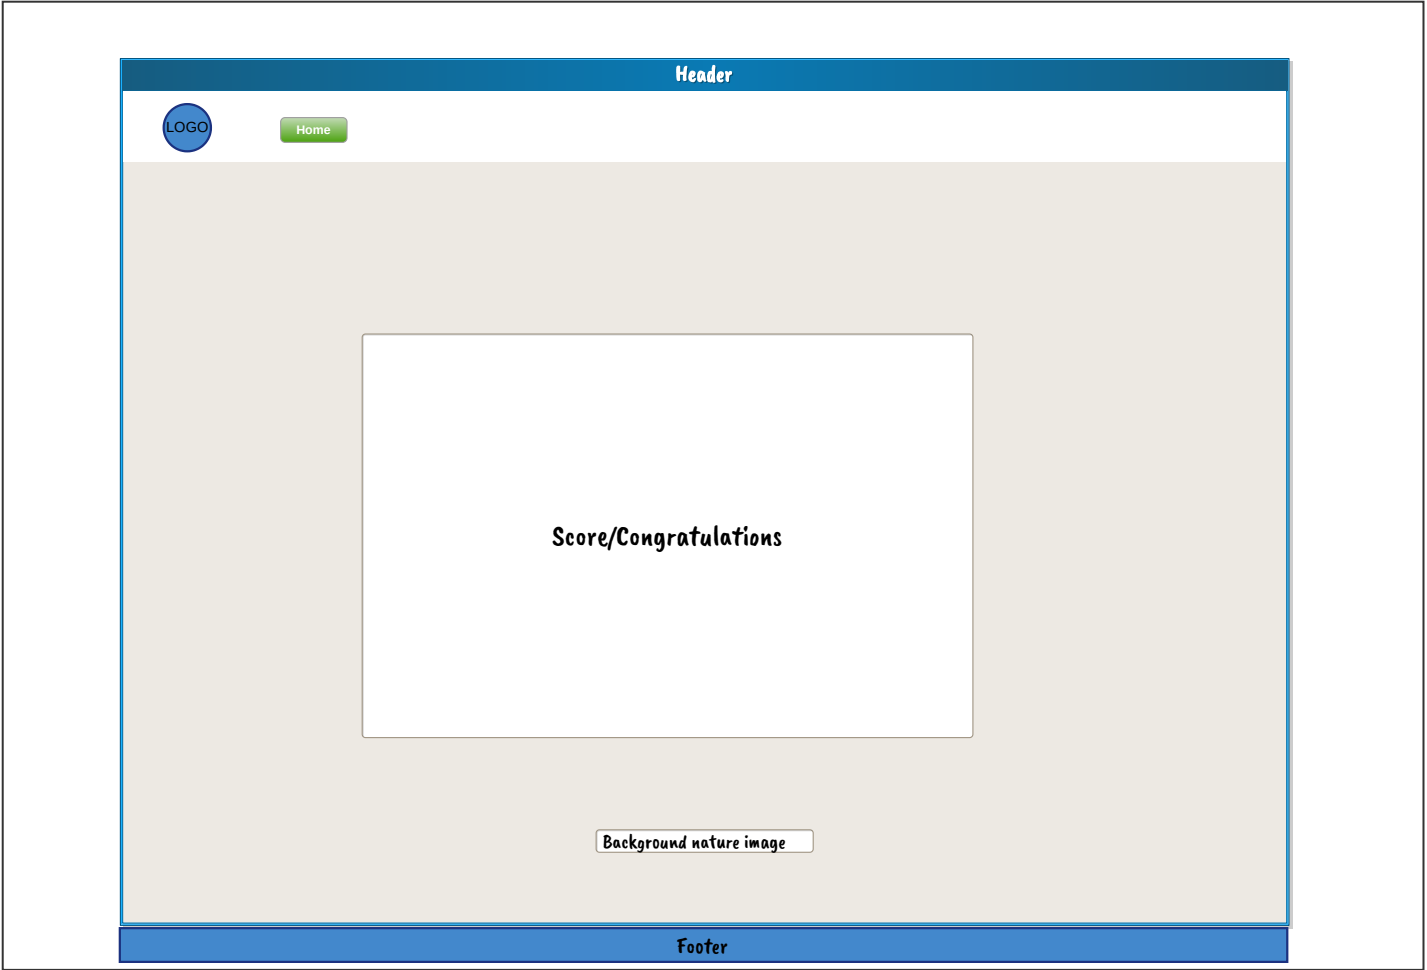 Header
LOGO
Home
Score/Congratulations
Background nature image
Footer